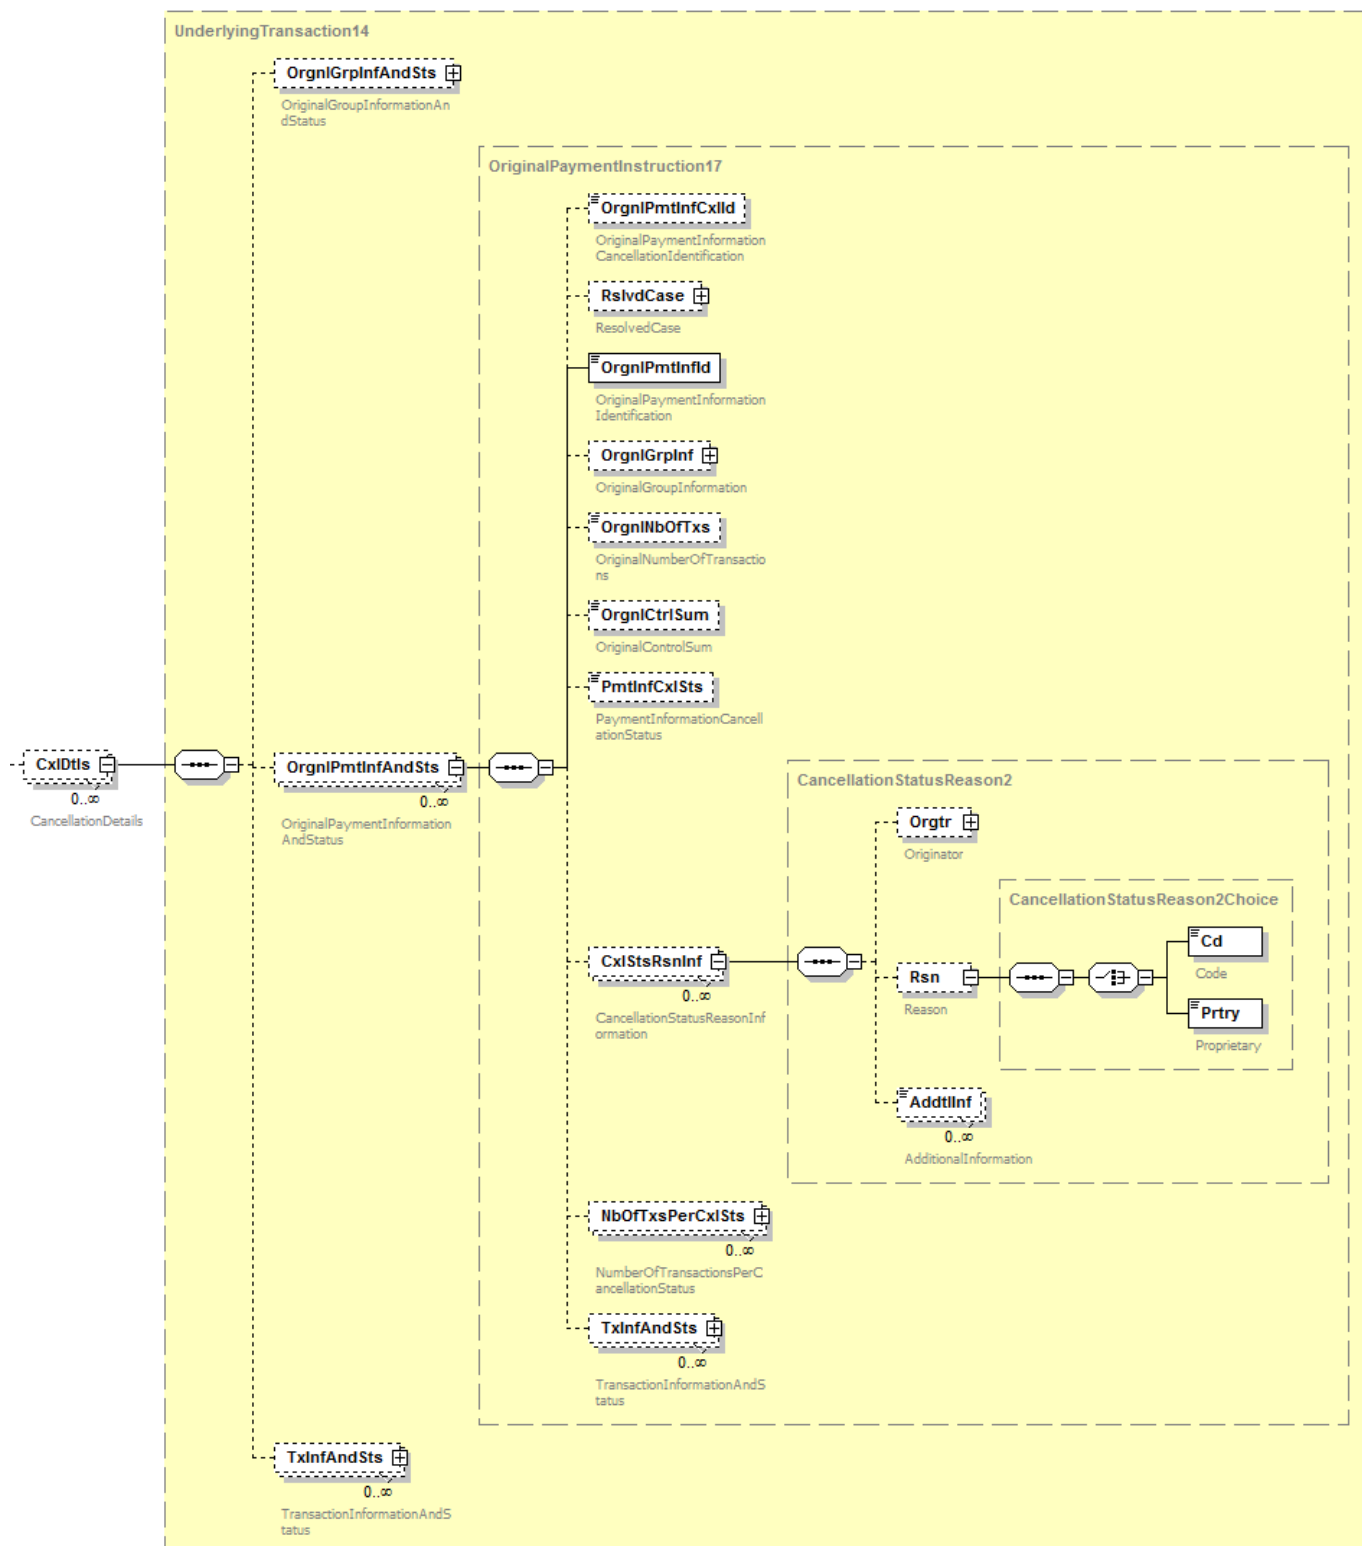 UnderlyingTransaction14
OrgnlGrpInfAndSts
OriginalGroupInformationAn
dStatus
OriginalPaymentInstruction17
OrgnlPmtInfCxlId
OriginalPaymentInformation
CancellationIdentification
RslvdCase
ResolvedCase
OrgnlPmtInfId
OriginalPaymentInformation
Identification
OrgnlGrpInf
OriginalGroupInformation
OrgnlNbOfTxs
OriginalNumberOfTransactio
ns
OrgnlCtrlSum
OriginalControlSum
PmtInfCxlSts
PaymentInformationCancell
ationStatus
CxlDtls
0..∞
CancellationDetails
OrgnlPmtInfAndSts
0..∞
OriginalPaymentInformation
AndStatus
CancellationStatusReason2
Orgtr
Originator
CancellationStatusReason2Choice
Cd
Code
CxlStsRsnInf
0..∞
CancellationStatusReasonInf
ormation
Rsn
Reason
Prtry
Proprietary
AddtlInf
0..∞
AdditionalInformation
NbOfTxsPerCxlSts
0..∞
NumberOfTransactionsPerC
ancellationStatus
TxInfAndSts
0..∞
TransactionInformationAndS
tatus
TxInfAndSts
0..∞
TransactionInformationAndS
tatus